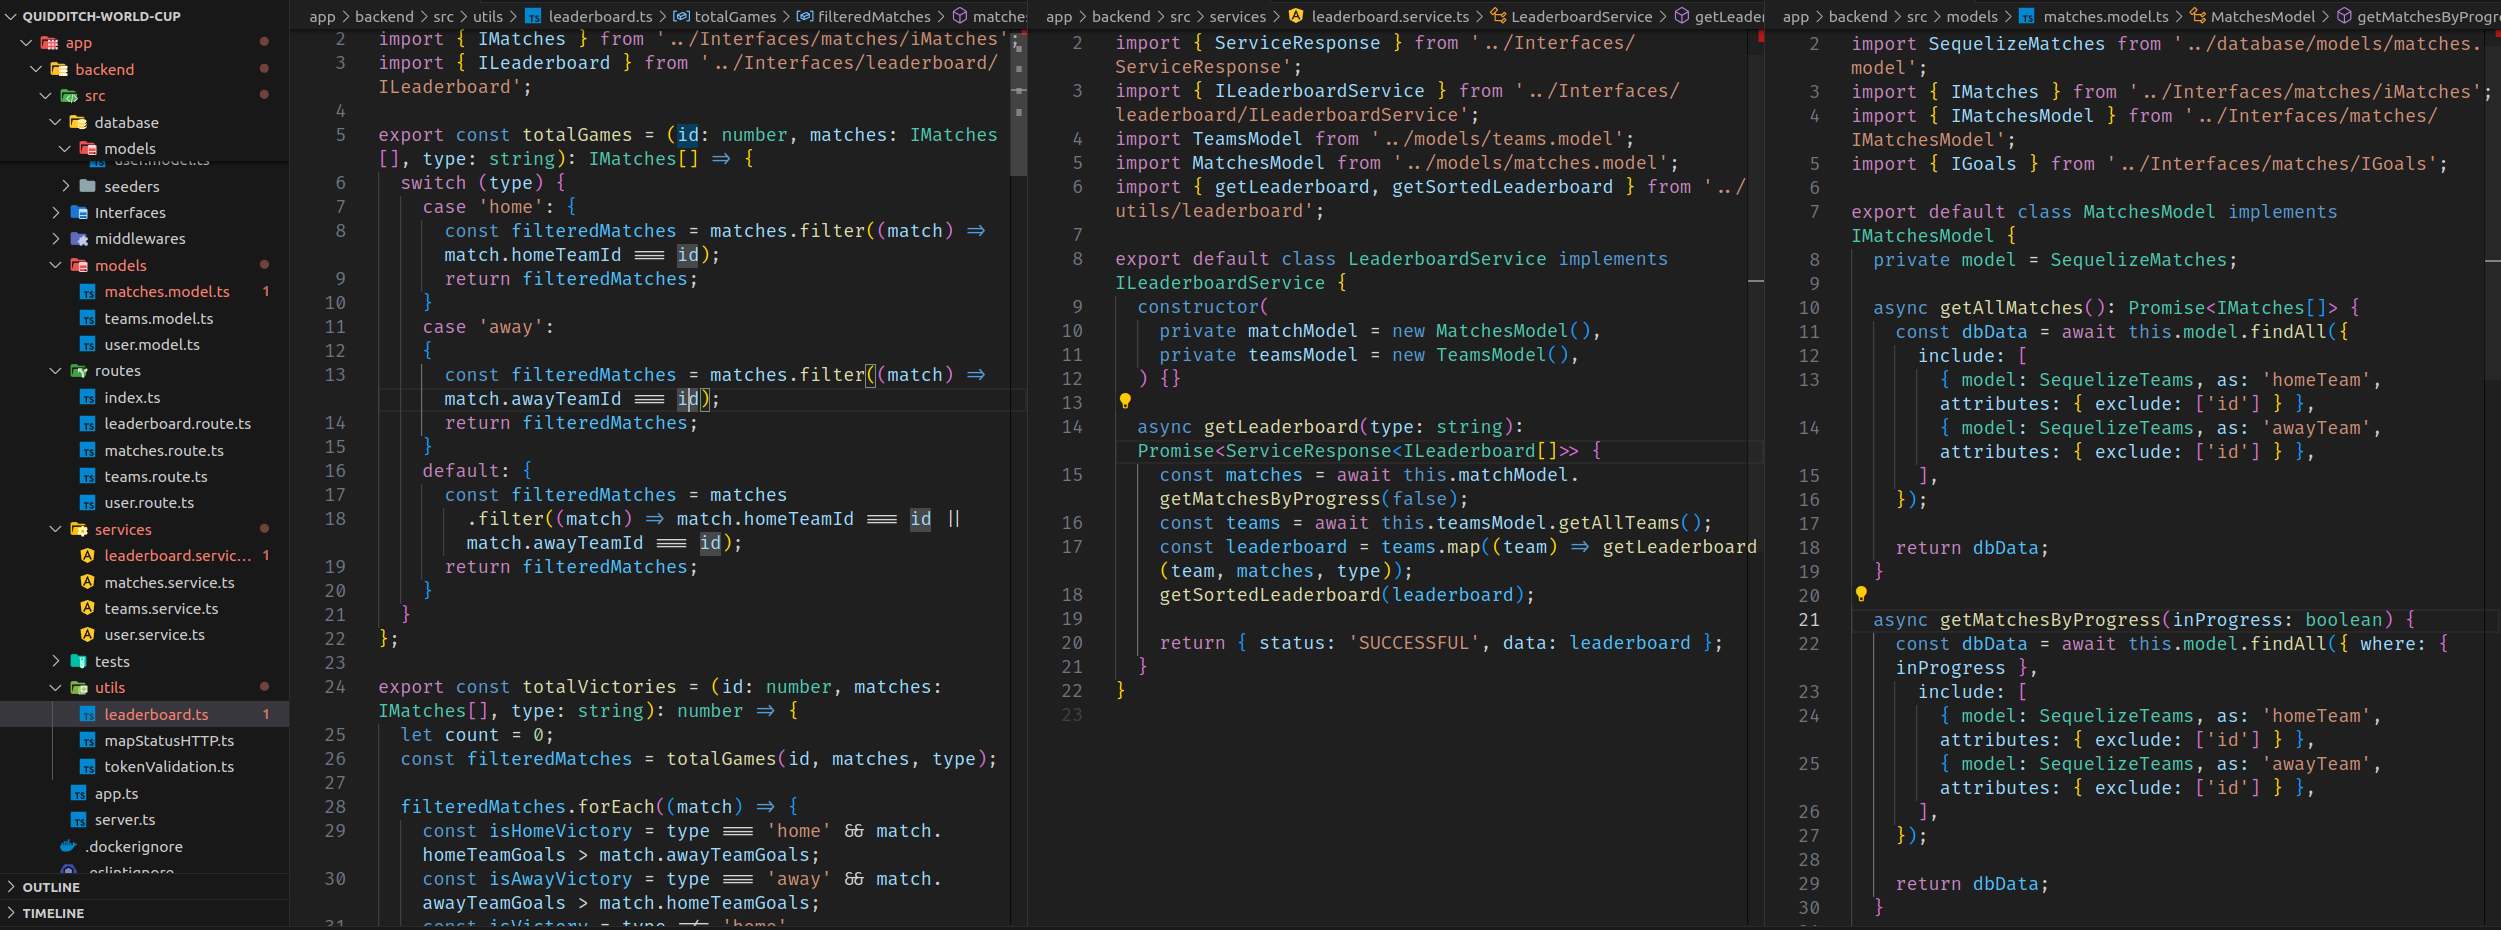 QUIDDITCH-WORLD-CUP
app
backend
src
database
models
user.model.ts
seeders
Interfaces
middlewares
models
matches.model.ts 1
teams.model.ts
user.model.ts
routes
index.ts
leaderboard.route.ts
matches.route.ts
teams.route.ts
user.route.ts
services
leaderboard.servic... 1
matches.service.ts
teams.service.ts
user.service.ts
tests
utils
leaderboard.ts 1
mapStatusHTTP.ts
tokenValidation.ts
app.ts
server.ts
.dockerignore
.eslintignore
OUTLINE
TIMELINE
app > backend > src > utils > TS leaderboard.ts > totalGames > filteredMatches > matches
2 import { IMatches } from '../Interfaces/matches/iMatches';
3 import { ILeaderboard } from '../Interfaces/leaderboard/
ILeaderboard';
4
5 export const totalGames = (id: number, matches: IMatches
[], type: string): IMatches[] => {
6 switch (type) {
7 case 'home': {
8 const filteredMatches = matches.filter((match) =>
match.homeTeamId === id);
9 return filteredMatches;
10 }
11 case 'away':
12 {
13 const filteredMatches = matches.filter((match) =>
match.awayTeamId === id);
14 return filteredMatches;
15 }
16 default: {
17 const filteredMatches = matches
18 .filter((match) => match.homeTeamId === id ||
match.awayTeamId === id);
19 return filteredMatches;
20 }
21 }
22 };
23
24 export const totalVictories = (id: number, matches:
IMatches[], type: string): number => {
25 let count = 0;
26 const filteredMatches = totalGames(id, matches, type);
27
28 filteredMatches.forEach((match) => {
29 const isHomeVictory = type === 'home' && match.
homeTeamGoals > match.awayTeamGoals;
30 const isAwayVictory = type === 'away' && match.
awayTeamGoals > match.homeTeamGoals;
31 const isVictory = type !== 'home'
app > backend > src > services > leaderboard.service.ts > LeaderboardService > getLeader
2 import { ServiceResponse } from '../Interfaces/
ServiceResponse';
3 import { ILeaderboardService } from '../Interfaces/
leaderboard/ILeaderboardService';
4 import TeamsModel from '../models/teams.model';
5 import MatchesModel from '../models/matches.model';
6 import { getLeaderboard, getSortedLeaderboard } from '../
utils/leaderboard';
7
8 export default class LeaderboardService implements
ILeaderboardService {
9 constructor(
10 private matchModel = new MatchesModel(),
11 private teamsModel = new TeamsModel(),
12 ) {}
13
14 async getLeaderboard(type: string):
Promise<ServiceResponse<ILeaderboard[]>> {
15 const matches = await this.matchModel.
getMatchesByProgress(false);
16 const teams = await this.teamsModel.getAllTeams();
17 const leaderboard = teams.map((team) => getLeaderboard
(team, matches, type));
18 getSortedLeaderboard(leaderboard);
19
20 return { status: 'SUCCESSFUL', data: leaderboard };
21 }
22 }
23
app > backend > src > models > TS matches.model.ts > MatchesModel > getMatchesByProgre
2 import SequelizeMatches from '../database/models/matches.
model';
3 import { IMatches } from '../Interfaces/matches/iMatches';
4 import { IMatchesModel } from '../Interfaces/matches/
IMatchesModel';
5 import { IGoals } from '../Interfaces/matches/IGoals';
6
7 export default class MatchesModel implements
IMatchesModel {
8 private model = SequelizeMatches;
9
10 async getAllMatches(): Promise<IMatches[]> {
11 const dbData = await this.model.findAll({
12 include: [
13 { model: SequelizeTeams, as: 'homeTeam',
attributes: { exclude: ['id'] } },
14 { model: SequelizeTeams, as: 'awayTeam',
attributes: { exclude: ['id'] } },
15 ],
16 });
17
18 return dbData;
19 }
20
21 async getMatchesByProgress(inProgress: boolean) {
22 const dbData = await this.model.findAll({ where: {
inProgress },
23 include: [
24 { model: SequelizeTeams, as: 'homeTeam',
attributes: { exclude: ['id'] } },
25 { model: SequelizeTeams, as: 'awayTeam',
attributes: { exclude: ['id'] } },
26 ],
27 });
28
29 return dbData;
30 }